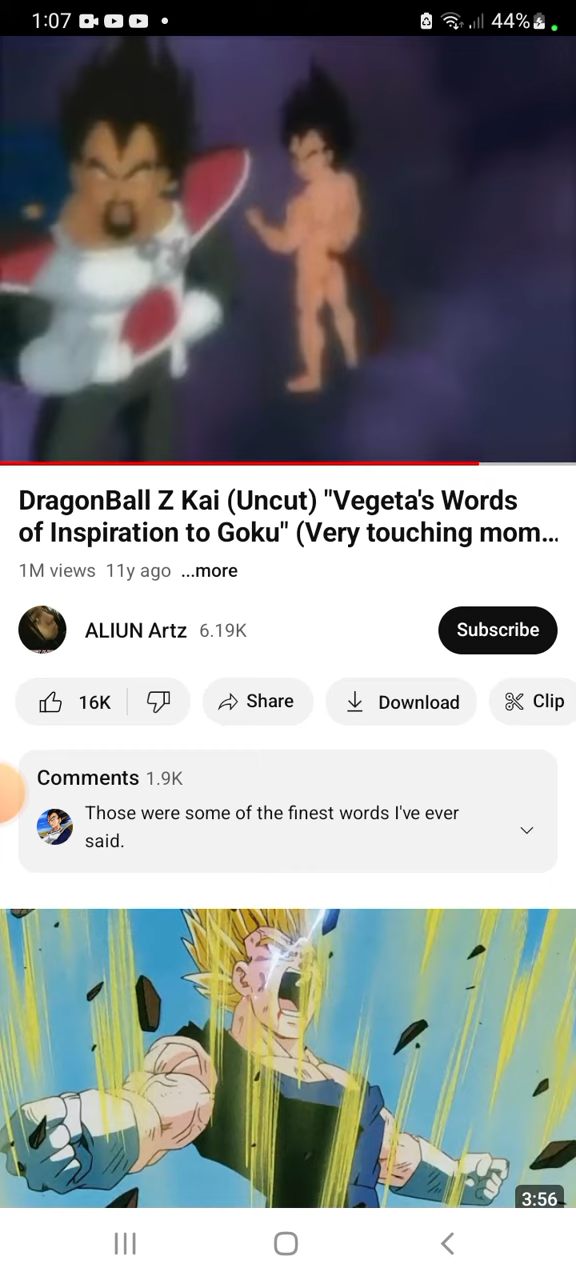 1:07
44%
DragonBall Z Kai (Uncut) "Vegeta's Words
of Inspiration to Goku" (Very touching mom...
1M views 11y ago ...more
ALIUN Artz 6.19K
Subscribe
16K
Share
Download
Clip
Comments 1.9K
Those were some of the finest words I've ever
said.
3:56